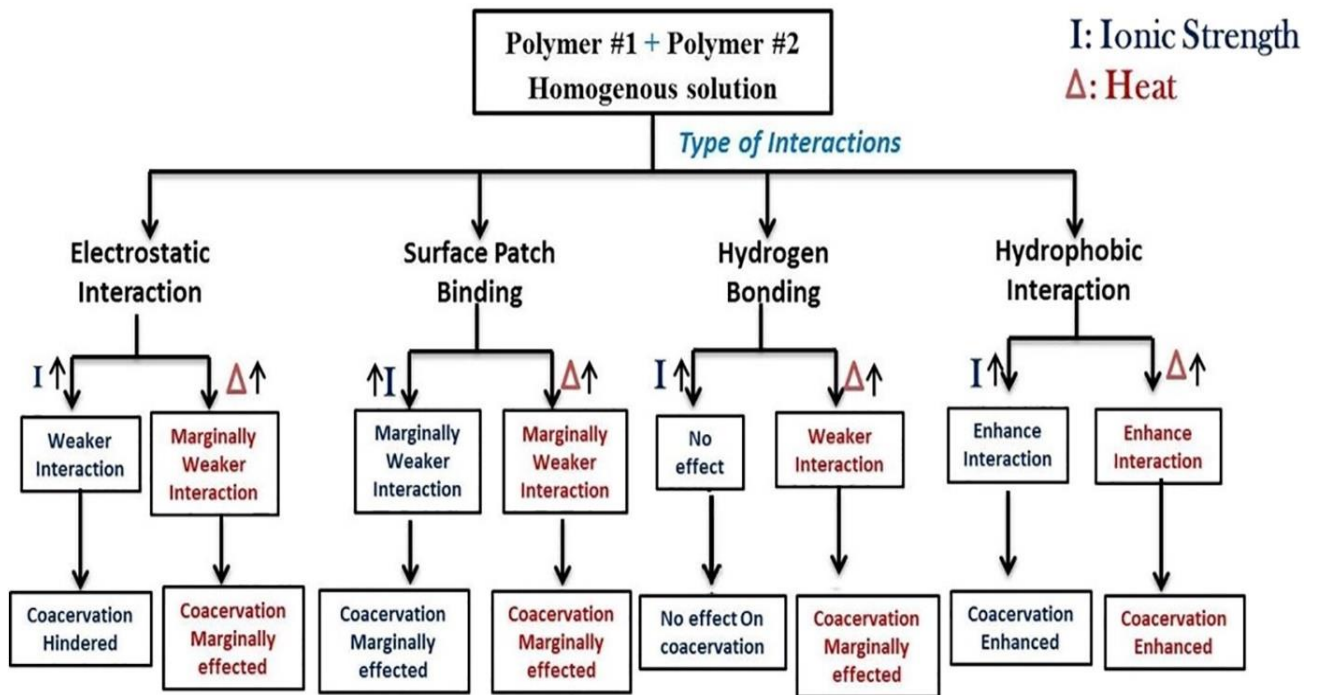 Polymer #1 + Polymer #2
Homogenous solution
I: Ionic Strength
Δ: Heat
Type of Interactions
Electrostatic
Interaction
Surface Patch
Binding
Hydrogen
Bonding
Hydrophobic
Interaction
I↑
Δ↑
↑I
Δ↑
I↑
Δ↑
I↑
Δ↑
Weaker
Interaction
Marginally
Weaker
Interaction
Marginally
Weaker
Interaction
Marginally
Weaker
Interaction
No
effect
Weaker
Interaction
Enhance
Interaction
Enhance
Interaction
Coacervation
Hindered
Coacervation
Marginally
effected
Coacervation
Marginally
effected
Coacervation
Marginally
effected
No effect On
coacervation
Coacervation
Marginally
effected
Coacervation
Enhanced
Coacervation
Enhanced